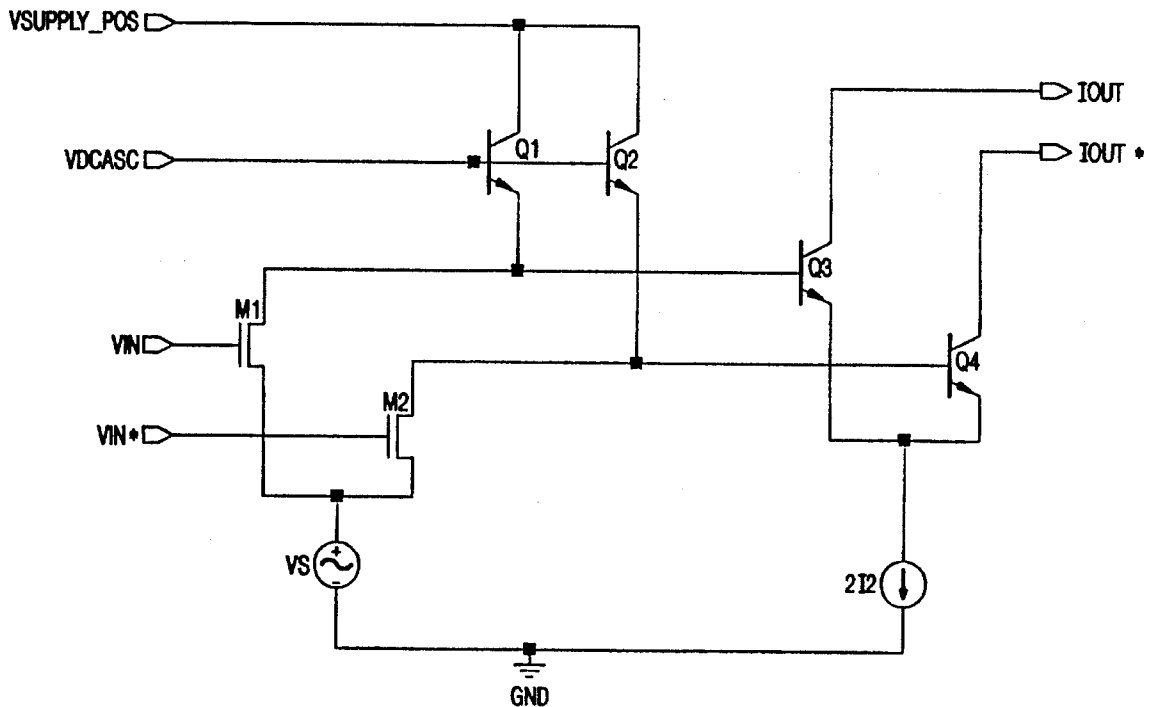 VSUPPLY_POS
IOUT
VDCASC
Q1
Q2
IOUT *
Q3
M1
VIN
Q4
M2
VIN*
VS
+
-
2I2
GND